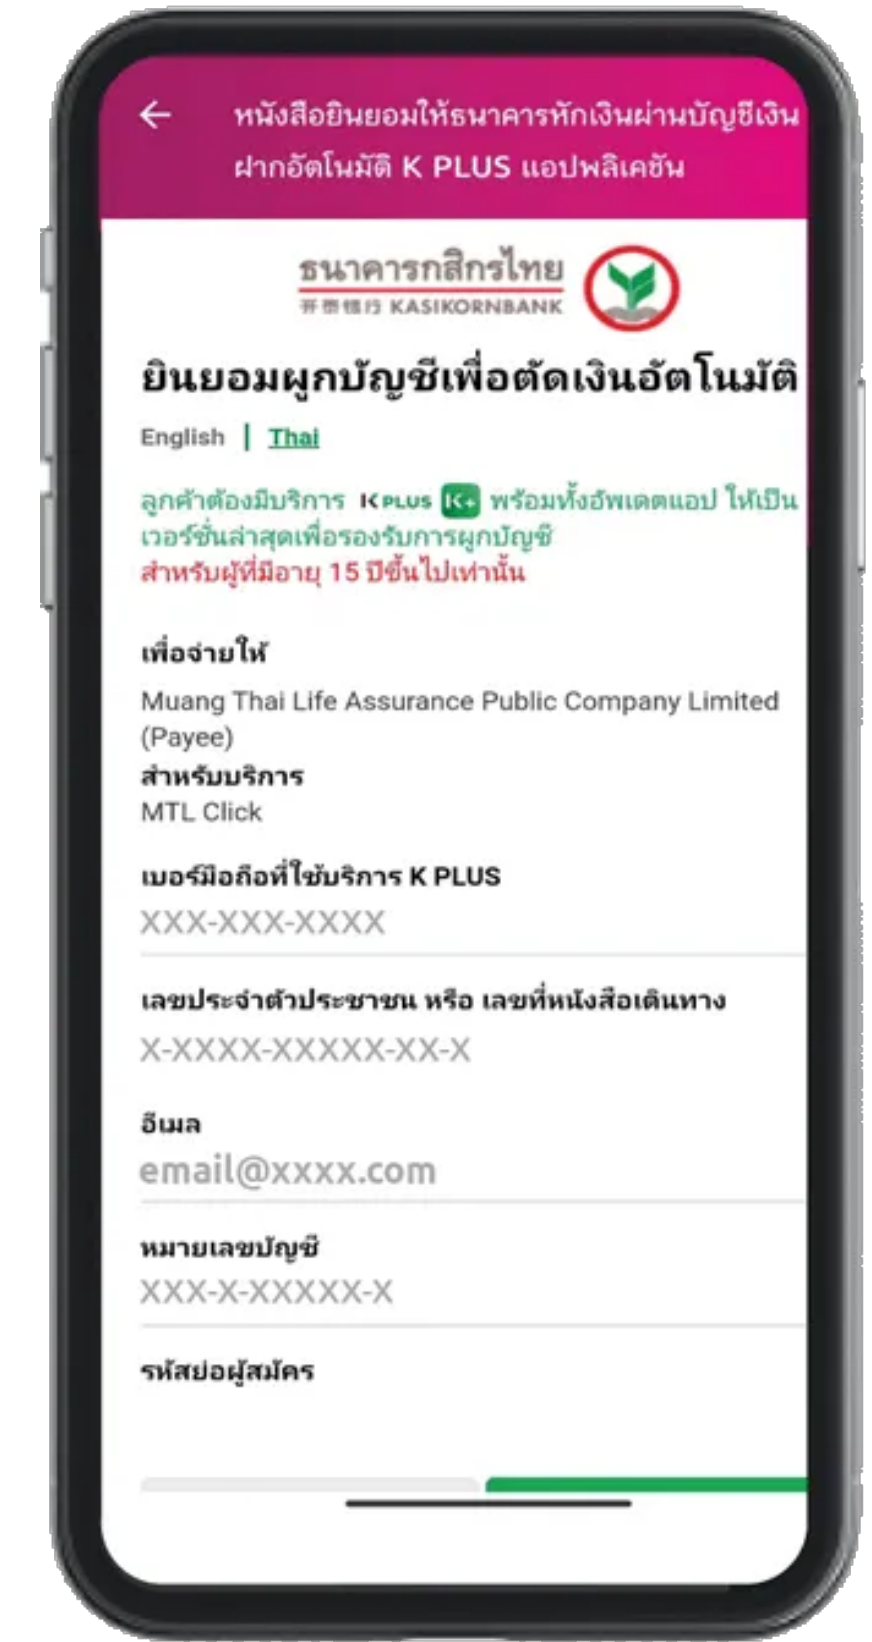 หนังสือยินยอมให้ธนาคารหักเงินผ่านบัญชีเงิน
ฝากอัตโนมัติ K PLUS แอปพลิเคชัน
ธนาคารกสิกรไทย
开泰银行 KASIKORNBANK
ยินยอมผูกบัญชีเพื่อตัดเงินอัตโนมัติ
English | Thai
ลูกค้าต้องมีบริการ K PLUS K+ พร้อมทั้งอัพเดตแอป ให้เป็น
เวอร์ชั่นล่าสุดเพื่อรองรับการผูกบัญชี
สำหรับผู้ที่มีอายุ 15 ปีขึ้นไปเท่านั้น
เพื่อจ่ายให้
Muang Thai Life Assurance Public Company Limited
(Payee)
สำหรับบริการ
MTL Click
เบอร์มือถือที่ใช้บริการ K PLUS
XXX-XXX-XXXX
เลขประจำตัวประชาชน หรือ เลขที่หนังสือเดินทาง
X-XXXX-XXXXX-XX-X
อีเมล
email@xxxx.com
หมายเลขบัญชี
XXX-X-XXXXX-X
รหัสย่อผู้สมัคร